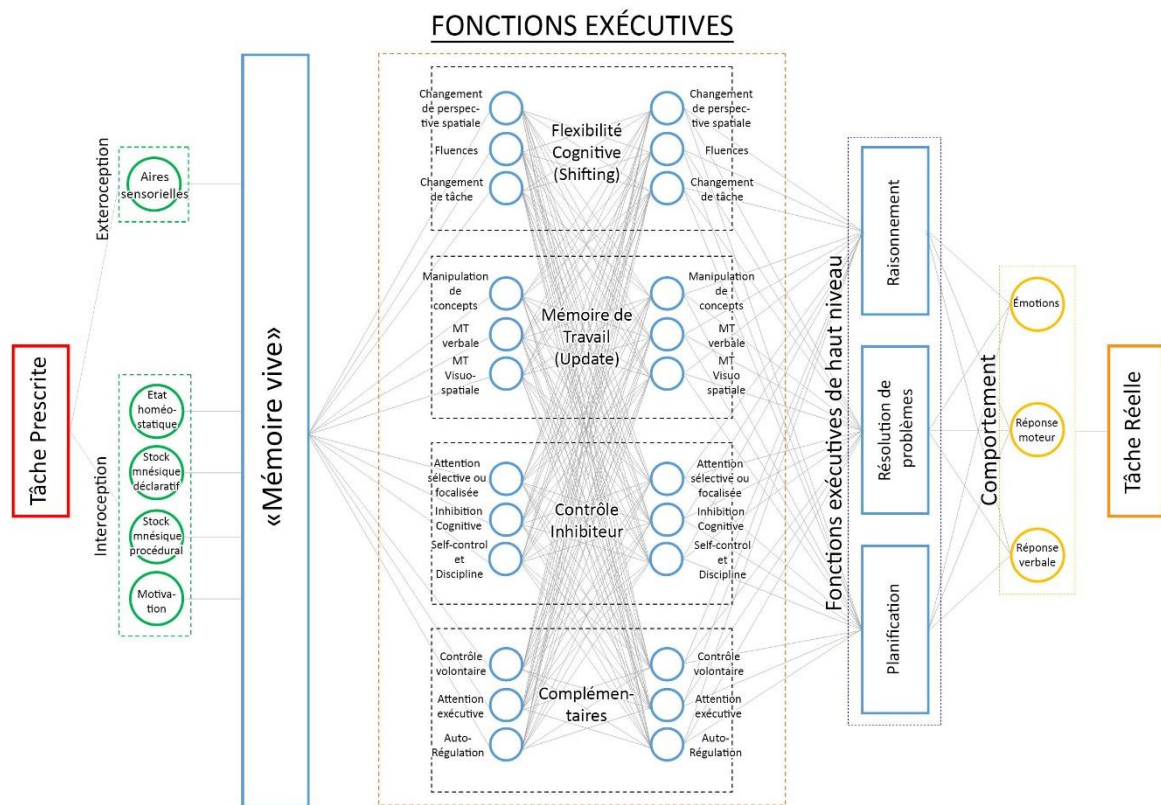 FONCTIONS EXÉCUTIVES
Tâche Prescrite
Exteroception
Aires
sensorielles
Interoception
Etat
homéo-
statique
Stock
mnésique
déclaratif
Stock
mnésique
procédural
Motiva-
tion
«Mémoire vive»
Changement
de perspec-
tive spatiale
Fluences
Changement
de tâche
Flexibilité
Cognitive
(Shifting)
Changement
de perspec-
tive spatiale
Fluences
Changement
de tâche
Manipulation
de
concepts
MT
verbale
MT
Visuo-
spatiale
Mémoire de
Travail
(Update)
Manipulation
de
concepts
MT
verbale
MT
Visuo
spatiale
Attention
sélective ou
focalisée
Inhibition
Cognitive
Self-control
et
Discipline
Contrôle
Inhibiteur
Attention
sélective ou
focalisée
Inhibition
Cognitive
Self-control
et
Discipline
Contrôle
volontaire
Attention
exécutive
Auto-
Régulation
Complémen-
taires
Contrôle
volontaire
Attention
exécutive
Auto-
Régulation
Fonctions exécutives de haut niveau
Raisonnement
Résolution de
problèmes
Planification
Comportement
Émotions
Réponse
moteur
Réponse
verbale
Tâche Réelle